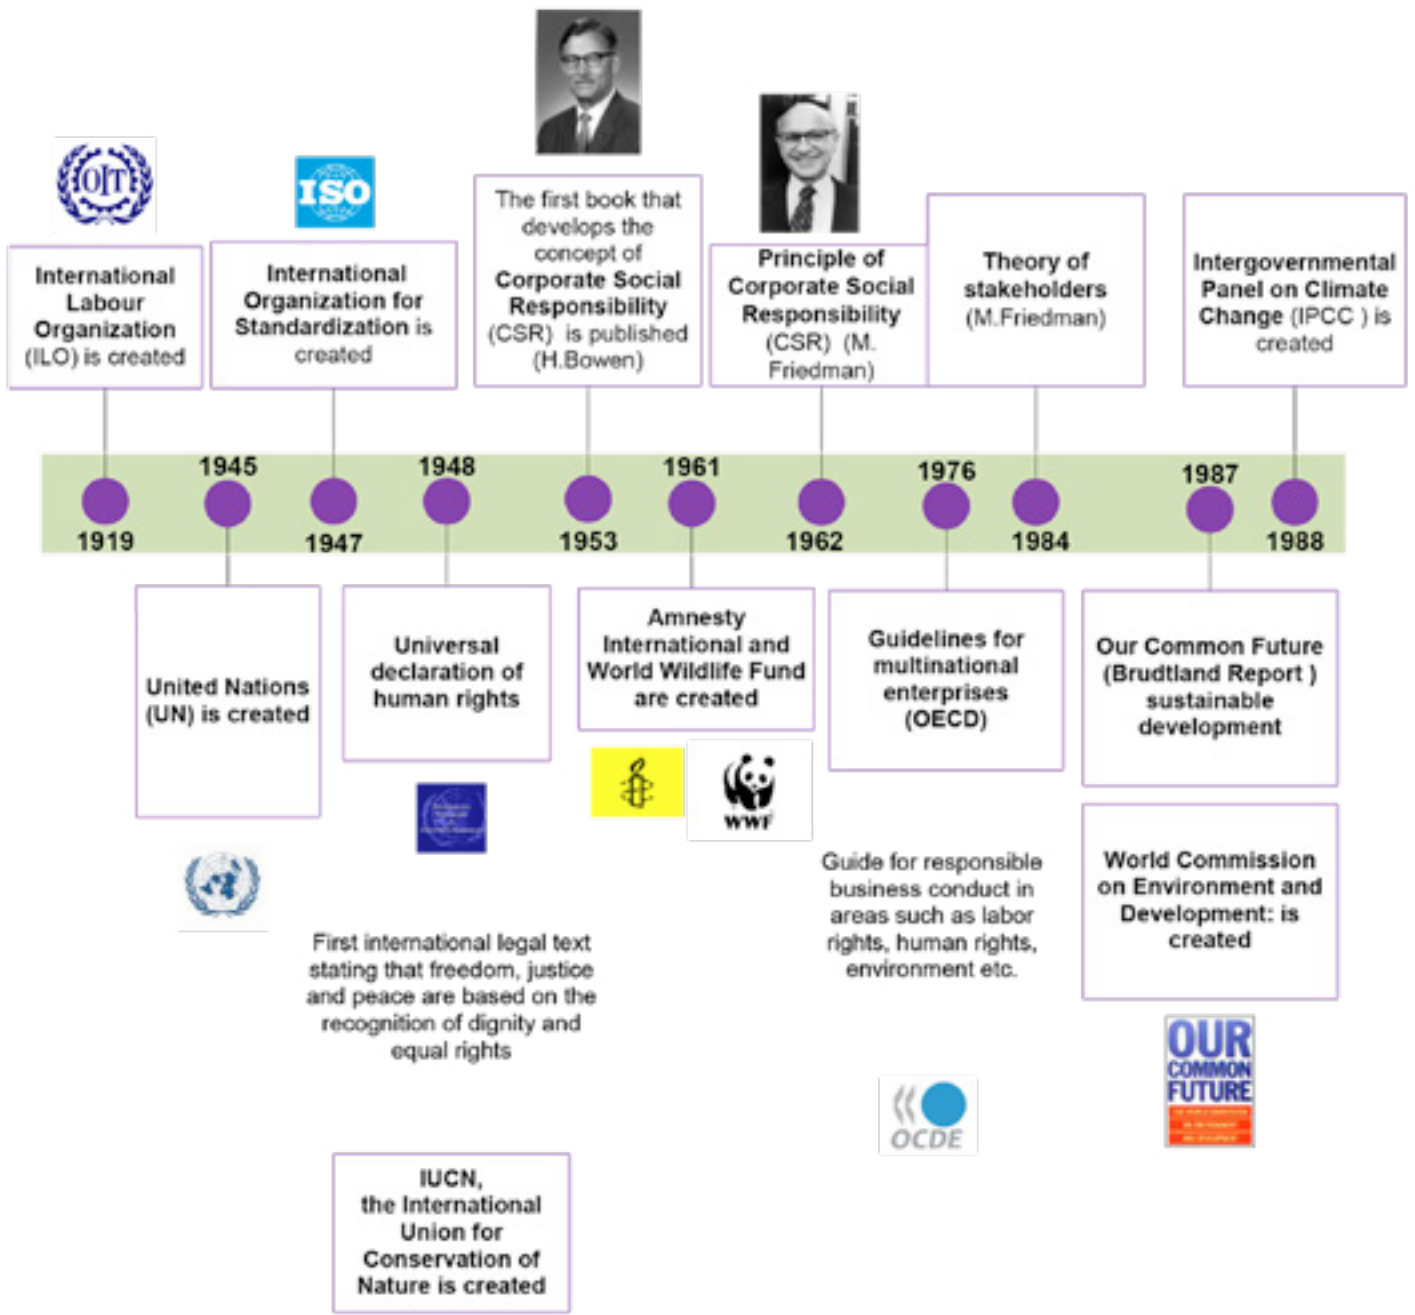 OIT
International
Labour
Organization
(ILO) is created
ISO
International
Organization for
Standardization is
created
The first book that
develops the
concept of
Corporate Social
Responsibility
(CSR) is published
(H.Bowen)
Principle of
Corporate Social
Responsibility
(CSR) (M.
Friedman)
Theory of
stakeholders
(M.Friedman)
Intergovernmental
Panel on Climate
Change (IPCC ) is
created
1945
1948
1961
1976
1987
1919
1947
1953
1962
1984
1988
United Nations
(UN) is created
Universal
declaration of
human rights
First international legal text
stating that freedom, justice
and peace are based on the
recognition of dignity and
equal rights
IUCN,
the International
Union for
Conservation of
Nature is created
Amnesty
International and
World Wildlife Fund
are created
WWF
Guidelines for
multinational
enterprises
(OECD)
Guide for responsible
business conduct in
areas such as labor
rights, human rights,
environment etc.
OCDE
Our Common Future
(Brudtland Report )
sustainable
development
World Commission
on Environment and
Development: is
created
OUR
COMMON
FUTURE
THE WORLD COMMISSION
ON ENVIRONMENT
AND DEVELOPMENT